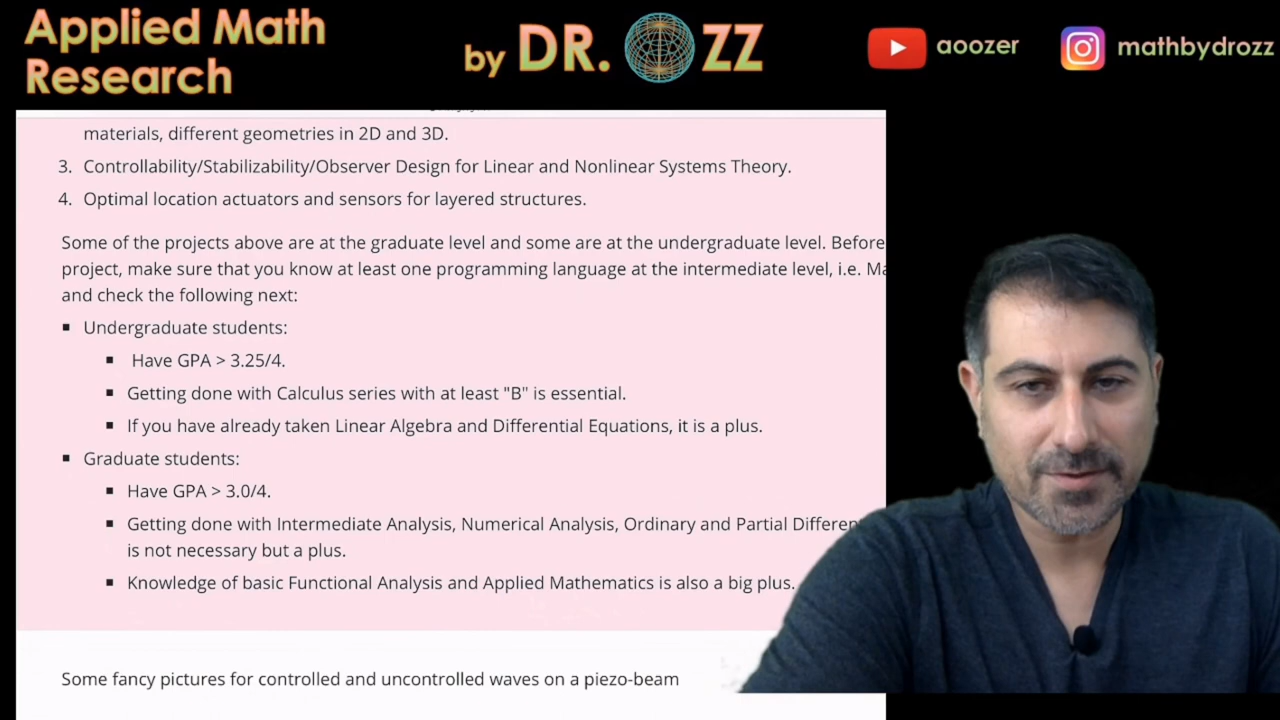 Applied Math
Research
by DR. OZZ
aoozer
mathbydrozz
materials, different geometries in 2D and 3D.
3. Controllability/Stabilizability/Observer Design for Linear and Nonlinear Systems Theory.
4. Optimal location actuators and sensors for layered structures.
Some of the projects above are at the graduate level and some are at the undergraduate level. Before
project, make sure that you know at least one programming language at the intermediate level, i.e.
and check the following next:
▪ Undergraduate students:
▪ Have GPA > 3.25/4.
▪ Getting done with Calculus series with at least "B" is essential.
▪ If you have already taken Linear Algebra and Differential Equations, it is a plus.
▪ Graduate students:
▪ Have GPA > 3.0/4.
▪ Getting done with Intermediate Analysis, Numerical Analysis, Ordinary and Partial
is not necessary but a plus.
▪ Knowledge of basic Functional Analysis and Applied Mathematics is also a big plus.
Some fancy pictures for controlled and uncontrolled waves on a piezo-beam